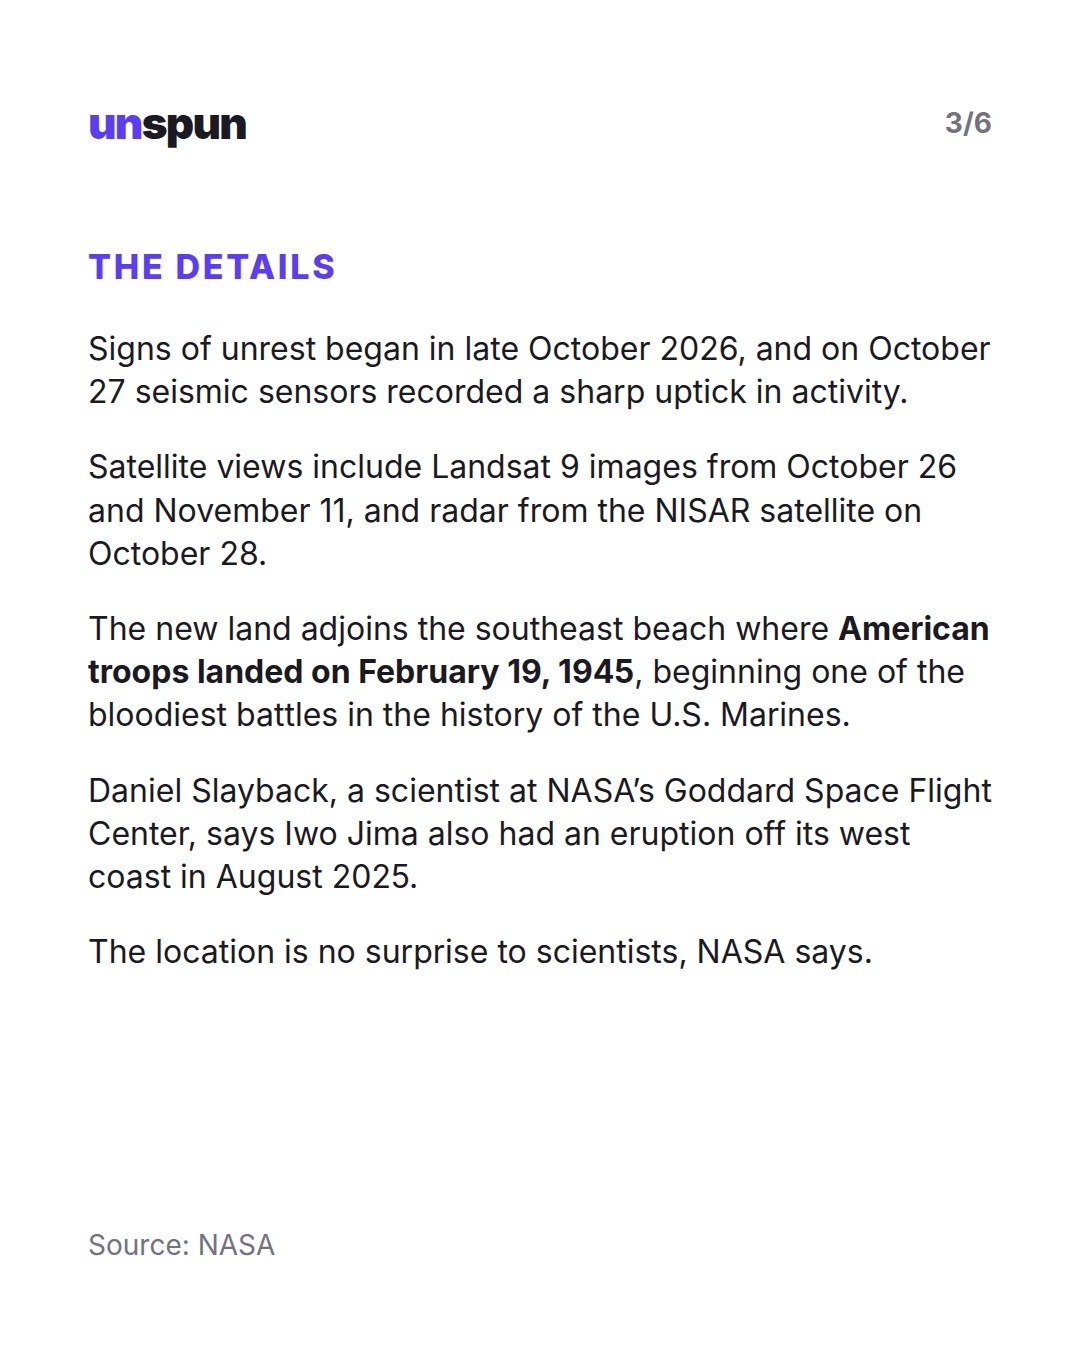 unspun
3/6
THE DETAILS
Signs of unrest began in late October 2026, and on October
27 seismic sensors recorded a sharp uptick in activity.
Satellite views include Landsat 9 images from October 26
and November 11, and radar from the NISAR satellite on
October 28.
The new land adjoins the southeast beach where American
troops landed on February 19, 1945, beginning one of the
bloodiest battles in the history of the U.S. Marines.
Daniel Slayback, a scientist at NASA’s Goddard Space Flight
Center, says Iwo Jima also had an eruption off its west
coast in August 2025.
The location is no surprise to scientists, NASA says.
Source: NASA